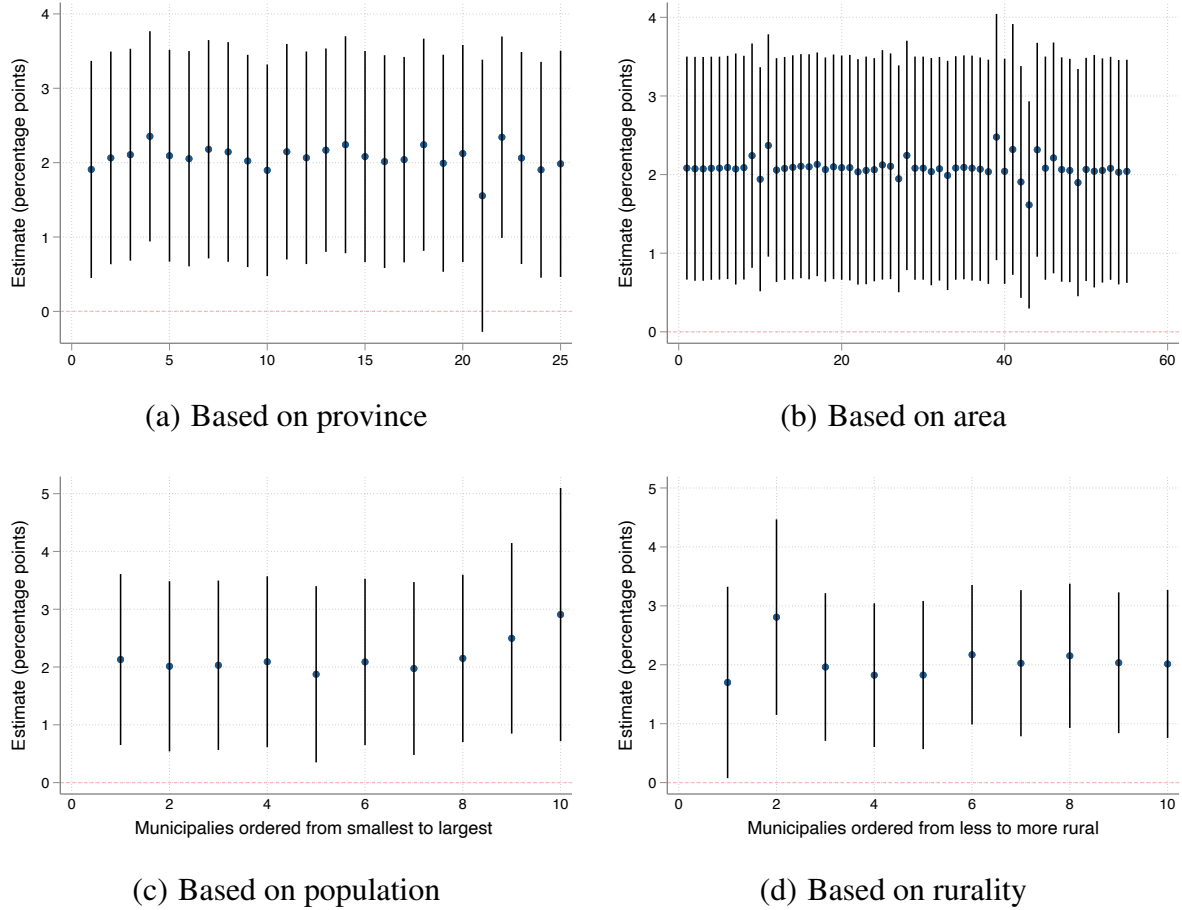 Estimate (percentage points)
4
3
2
1
0
0 5 10 15 20 25
(a) Based on province
Estimate (percentage points)
4
3
2
1
0
0 20 40 60
(b) Based on area
Estimate (percentage points)
5
4
3
2
1
0
0 2 4 6 8 10
Municipalies ordered from smallest to largest
(c) Based on population
Estimate (percentage points)
5
4
3
2
1
0
0 2 4 6 8 10
Municipalies ordered from less to more rural
(d) Based on rurality